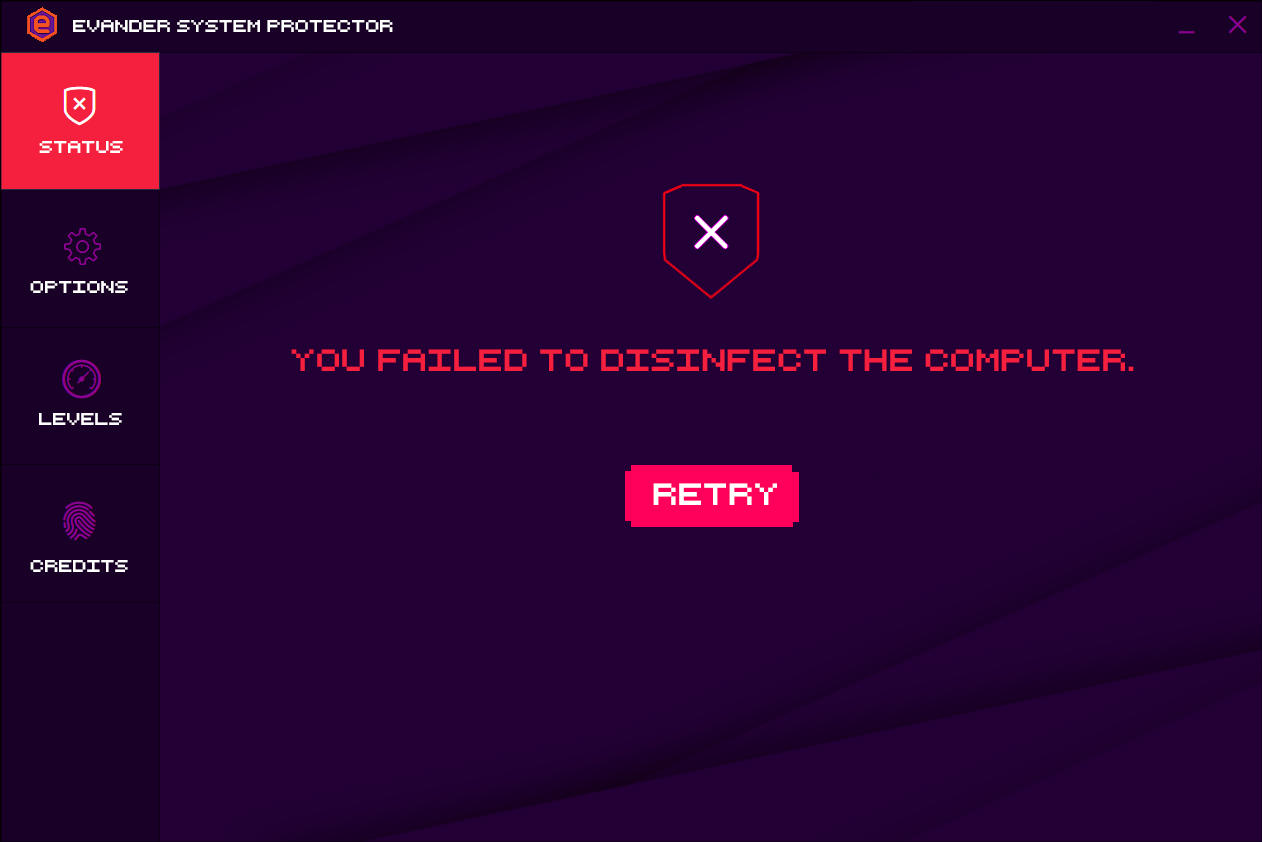 EVANDER SYSTEM PROTECTOR
STATUS
OPTIONS
LEVELS
CREDITS
YOU FAILED TO DISINFECT THE COMPUTER.
RETRY